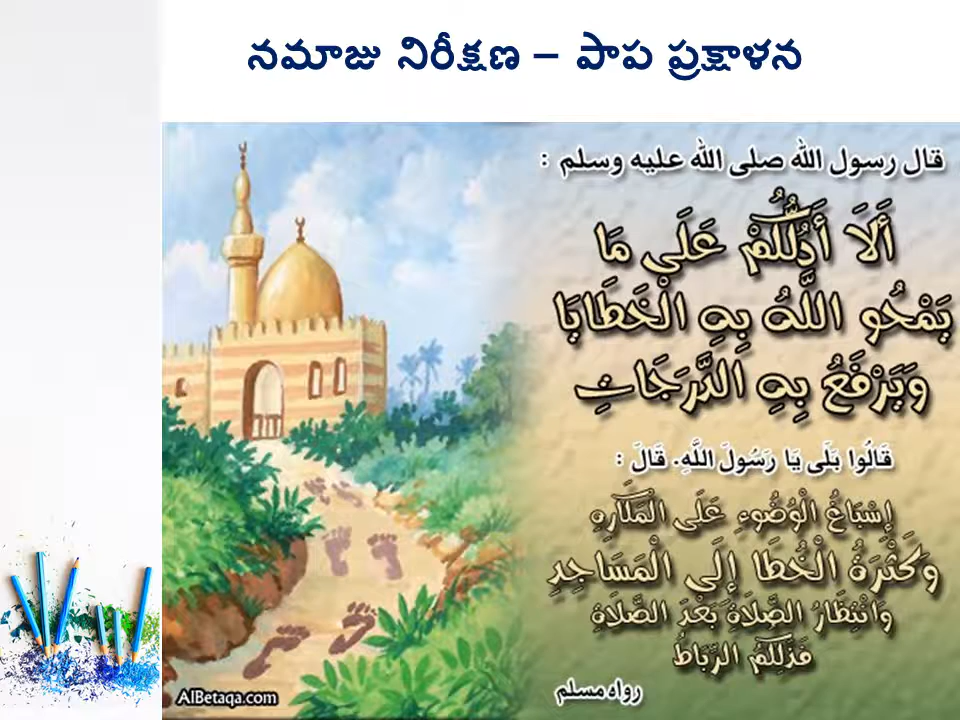 నమాజు నిరీక్షణ – పాప ప్రక్షాళన
قال رسول الله صلى الله عليه وسلم :
أَلَا أَدُلُّكُمْ عَلَى مَا
يَمْحُو اللَّهُ بِهِ الْخَطَايَا
وَيَرْفَعُ بِهِ الدَّرَجَاتِ
قَالُوا بَلَى يَا رَسُولَ اللَّهِ. قَالَ :
إِسْبَاغُ الْوُضُوءِ عَلَى الْمَكَارِهِ
وَكَثْرَةُ الْخُطَا إِلَى الْمَسَاجِدِ
وَانْتِظَارُ الصَّلَاةِ بَعْدَ الصَّلَاةِ
فَذَلِكُمُ الرِّبَاطُ
رواه مسلم
AlBetaqa.com